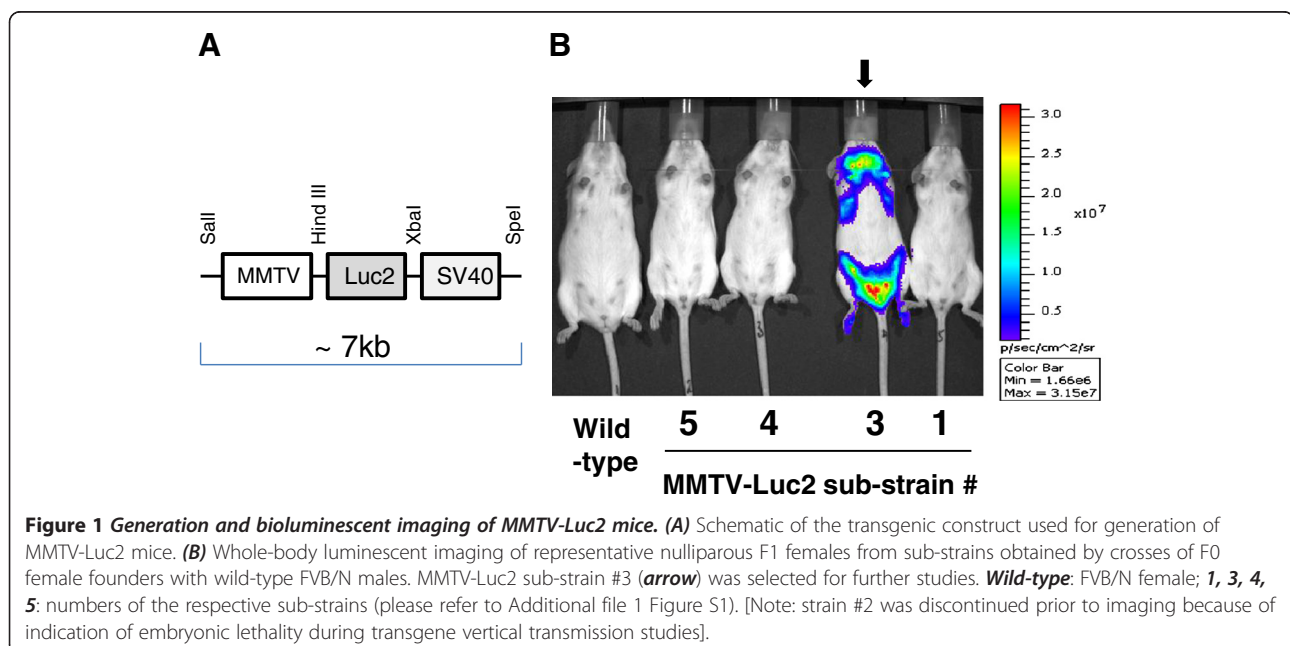 A
B
SalI
Hind III
XbaI
SpeI
MMTV
Luc2
SV40
~ 7kb
1
2
3
4
5
3.0
2.5
2.0
x10^7
1.5
1.0
0.5
p/sec/cm^2/sr
Color Bar
Min = 1.66e6
Max = 3.15e7
Wild
-type
5
4
3
1
MMTV-Luc2 sub-strain #
Figure 1 Generation and bioluminescent imaging of MMTV-Luc2 mice. (A) Schematic of the transgenic construct used for generation of
MMTV-Luc2 mice. (B) Whole-body luminescent imaging of representative nulliparous F1 females from sub-strains obtained by crosses of F0
female founders with wild-type FVB/N males. MMTV-Luc2 sub-strain #3 (arrow) was selected for further studies. Wild-type: FVB/N female; 1, 3, 4,
5: numbers of the respective sub-strains (please refer to Additional file 1 Figure S1). [Note: strain #2 was discontinued prior to imaging because of
indication of embryonic lethality during transgene vertical transmission studies].